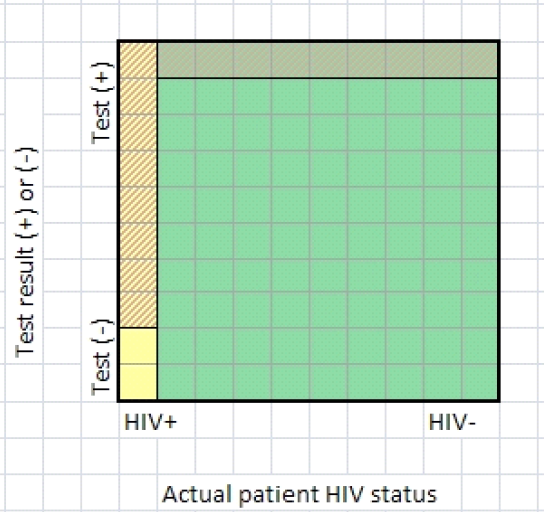 Test result (+) or (-)
Test (+)
Test (-)
HIV+
HIV-
Actual patient HIV status